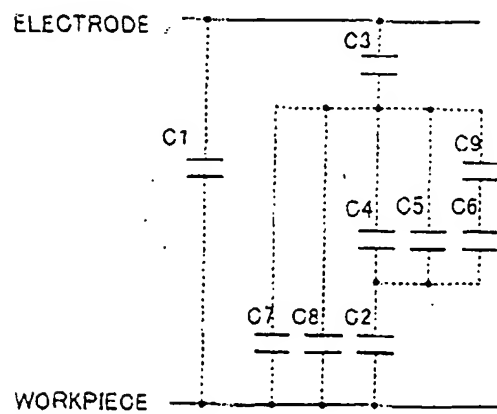 ELECTRODE
C3
C1
C9
C4 C5 C6
C7 C8 C2
WORKPIECE